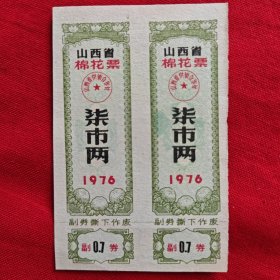 山西省
棉花票
柒市两
1976
副券撕下作废
副 0.7 券
山西省
棉花票
柒市两
1976
副券撕下作废
副 0.7 券